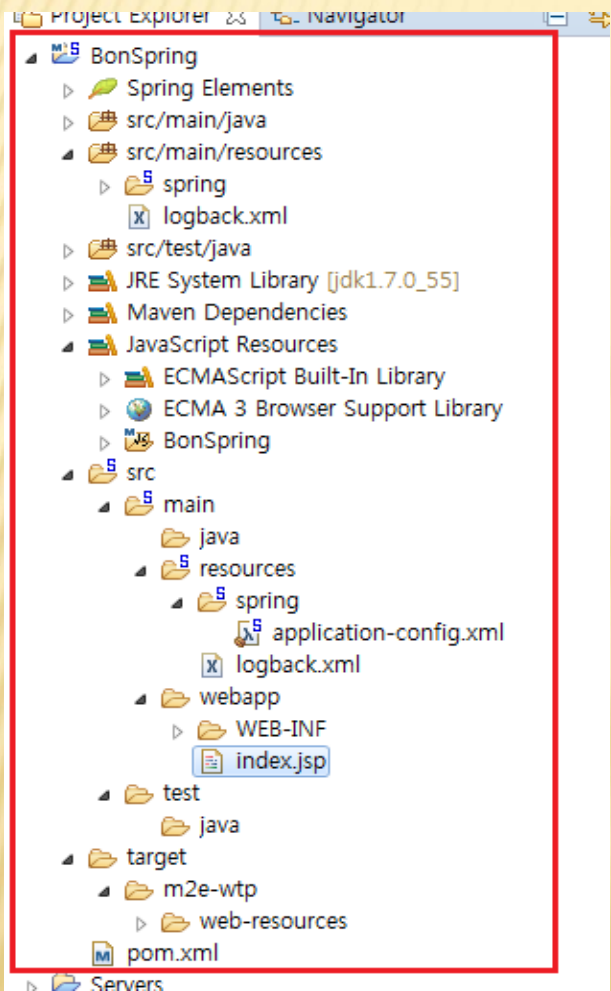 Project Explorer Navigator
BonSpring
Spring Elements
src/main/java
src/main/resources
spring
logback.xml
src/test/java
JRE System Library [jdk1.7.0_55]
Maven Dependencies
JavaScript Resources
ECMAScript Built-In Library
ECMA 3 Browser Support Library
BonSpring
src
main
java
resources
spring
application-config.xml
logback.xml
webapp
WEB-INF
index.jsp
test
java
target
m2e-wtp
web-resources
pom.xml
Servers